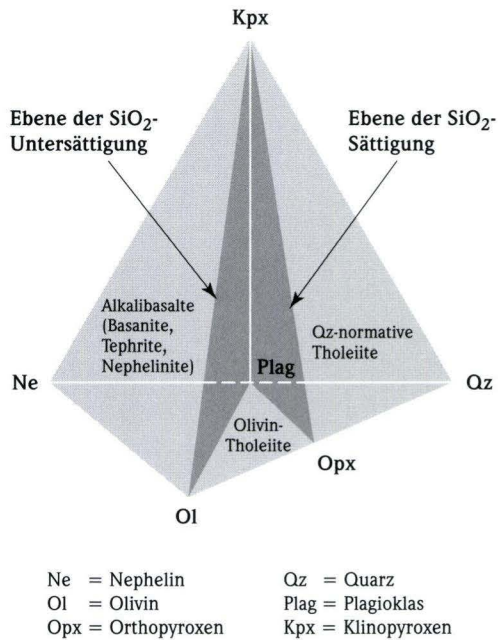 Kpx
Ebene der SiO₂-
Untersättigung
Ebene der SiO₂-
Sättigung
Alkalibasalte
(Basanite,
Tephrite,
Nephelinite)
Qz-normative
Tholeiite
Ne
Plag
Qz
Olivin-
Tholeiite
Opx
Ol
Ne = Nephelin
Ol = Olivin
Opx = Orthopyroxen
Qz = Quarz
Plag = Plagioklas
Kpx = Klinopyroxen